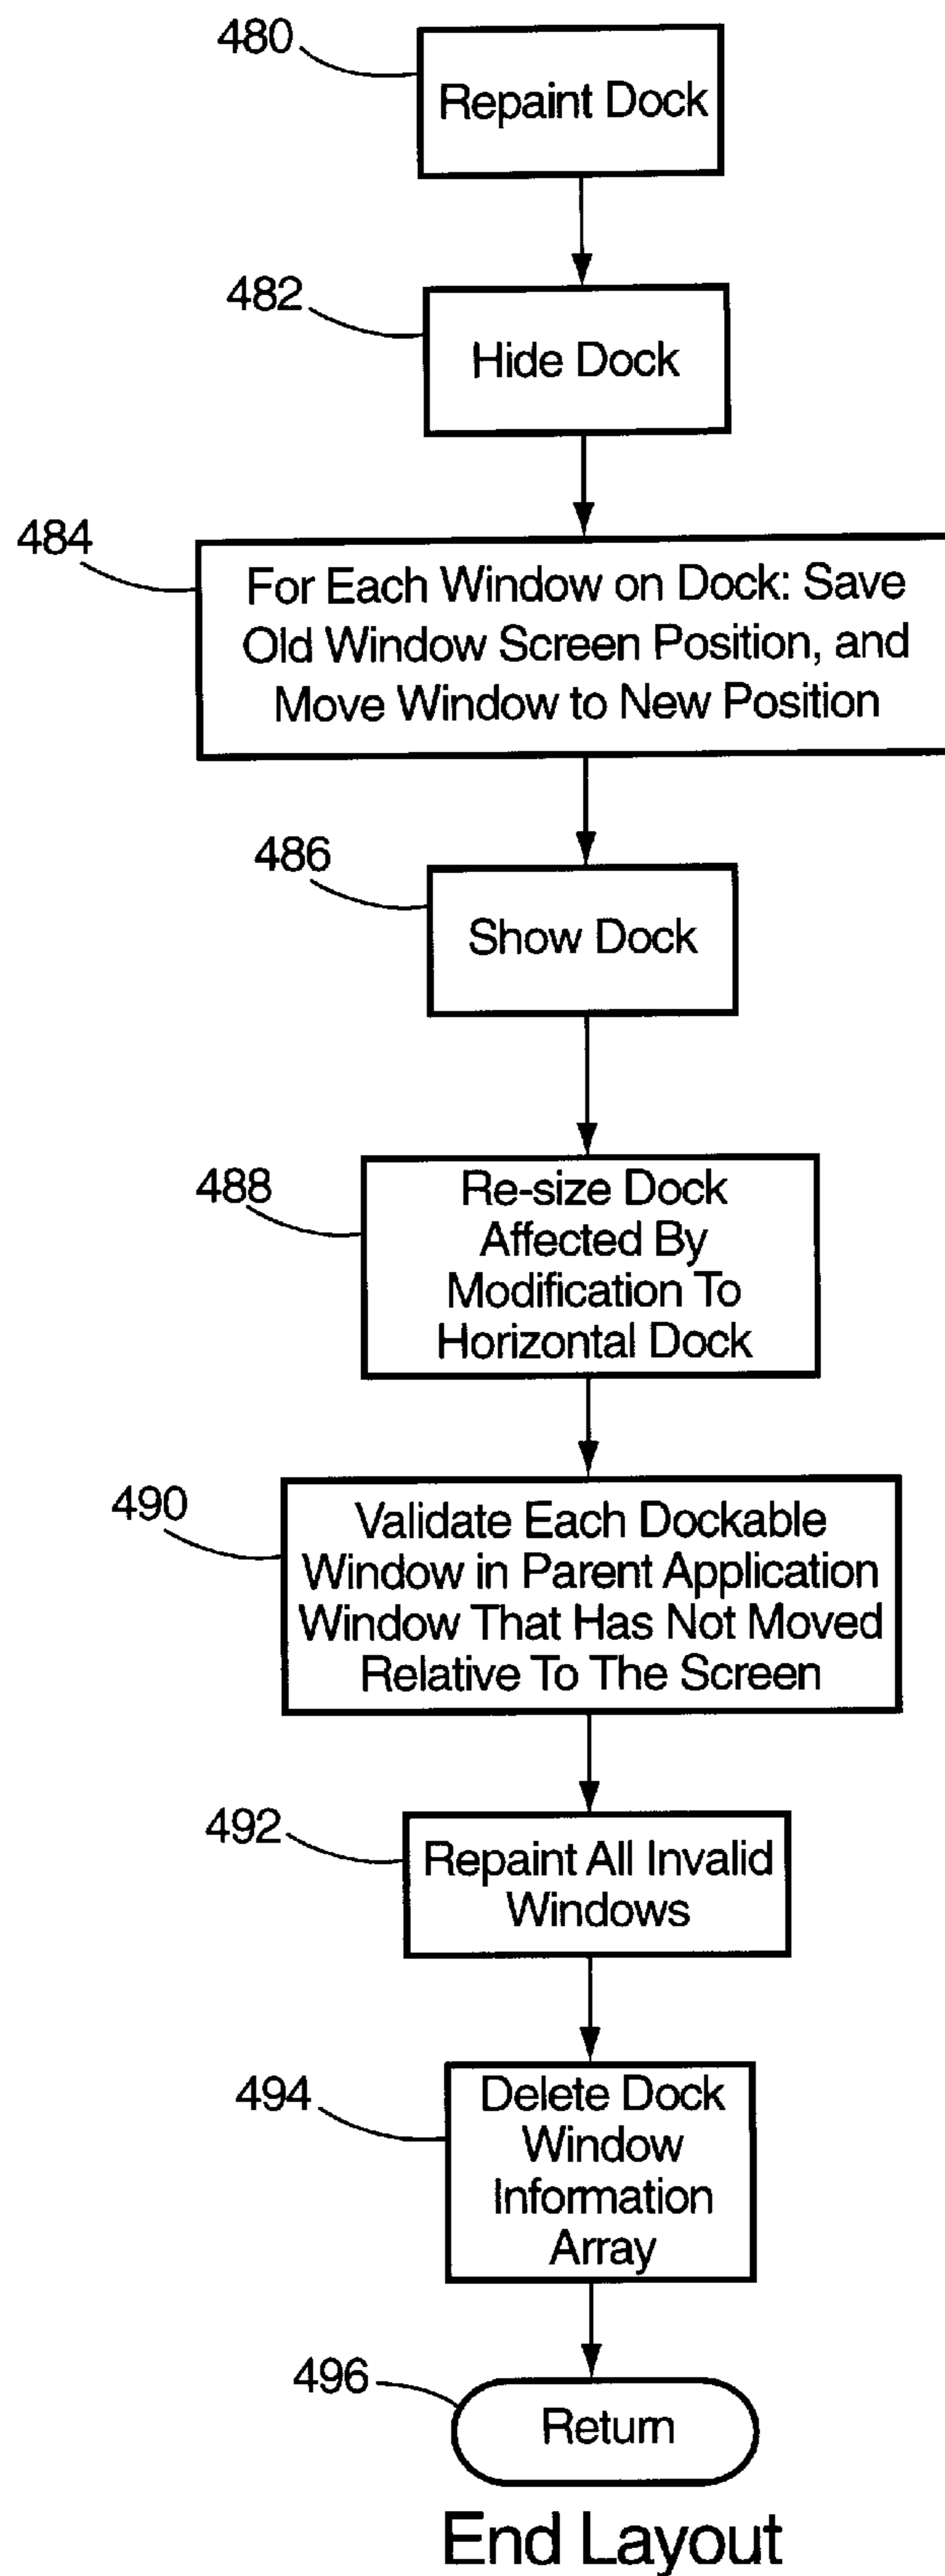 480
Repaint Dock
482
Hide Dock
484
For Each Window on Dock: Save
Old Window Screen Position, and
Move Window to New Position
486
Show Dock
488
Re-size Dock
Affected By
Modification To
Horizontal Dock
490
Validate Each Dockable
Window in Parent Application
Window That Has Not Moved
Relative To The Screen
492
Repaint All Invalid
Windows
494
Delete Dock
Window
Information
Array
496
Return
End Layout